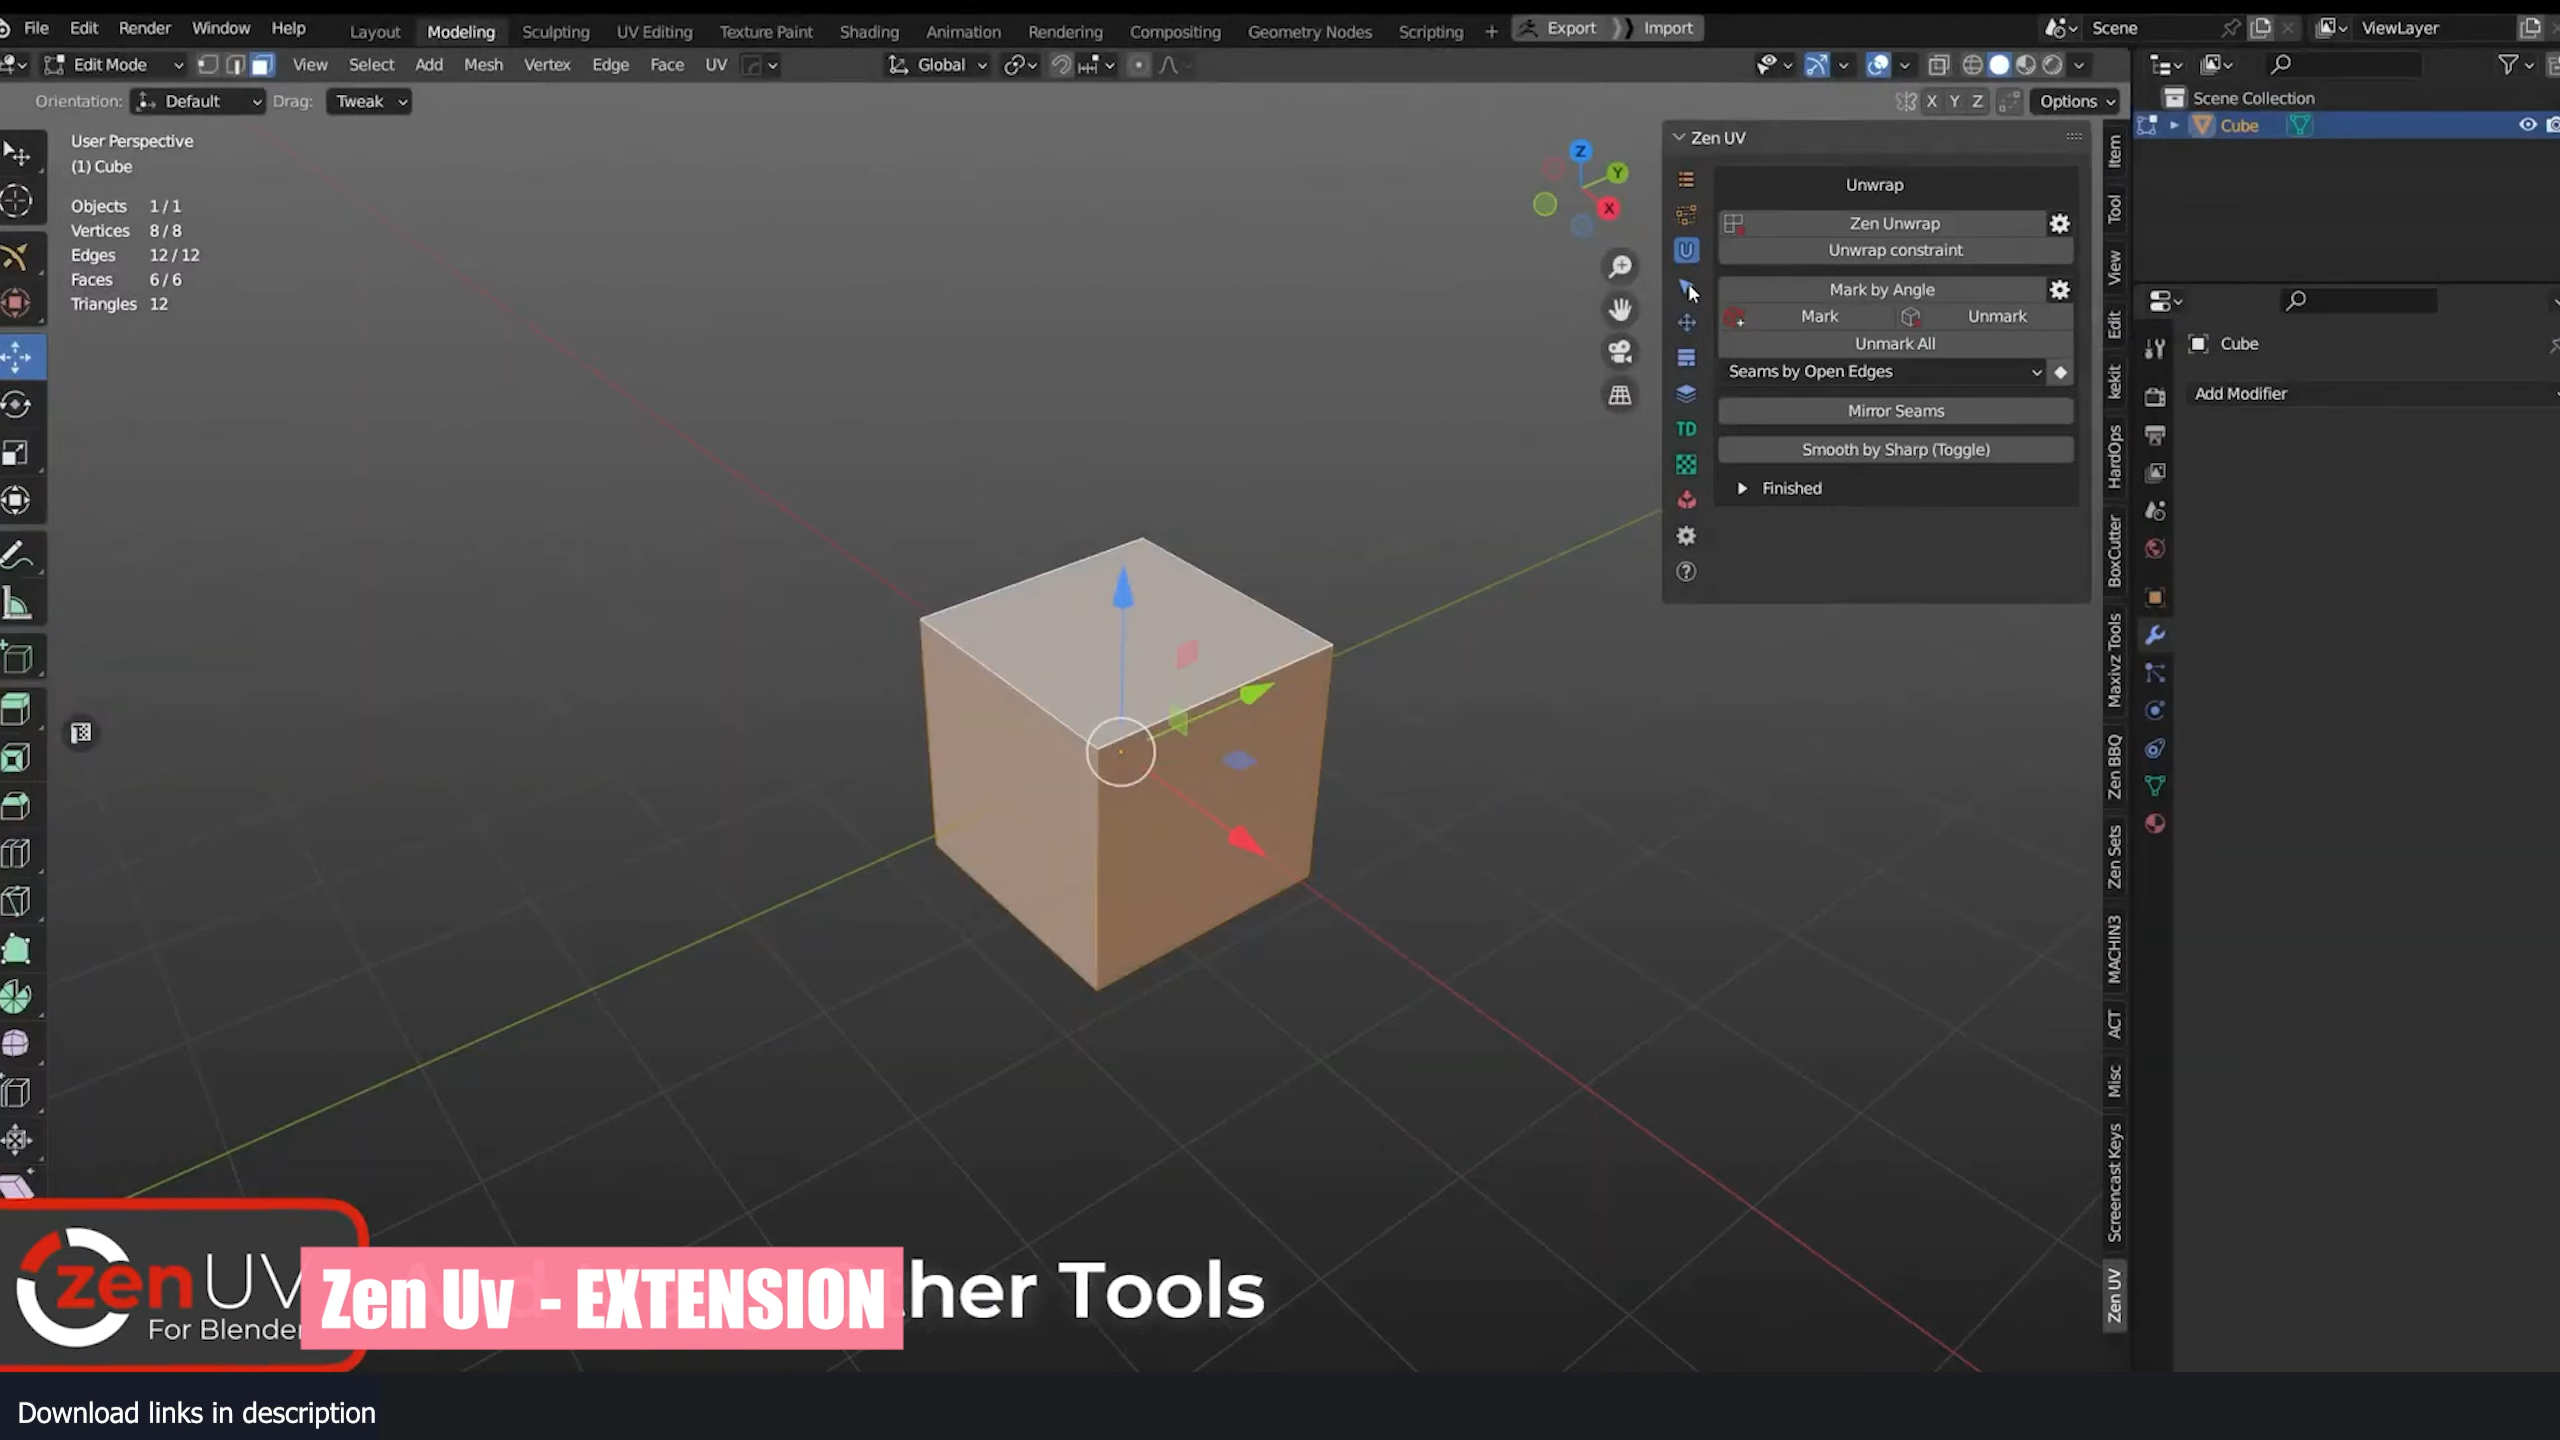 File Edit Render Window Help Layout Modeling Sculpting UV Editing Texture Paint Shading Animation Rendering Compositing Geometry Nodes Scripting + Export Import Scene ViewLayer
Edit Mode View Select Add Mesh Vertex Edge Face UV Global
Orientation: Default Drag: Tweak X Y Z Options
Scene Collection
Cube
User Perspective
(1) Cube
Objects 1 / 1
Vertices 8 / 8
Edges 12 / 12
Faces 6 / 6
Triangles 12
Z
Y
X
Zen UV
Unwrap
Zen Unwrap
Unwrap constraint
Mark by Angle
Mark Unmark
Unmark All
Seams by Open Edges
Mirror Seams
TD
Smooth by Sharp (Toggle)
Finished
Item
Tool
View
Edit
kekit
HardOps
BoxCutter
Maxivz Tools
Zen BBQ
Zen Sets
MACHIN3
ACT
Misc
Screencast Keys
Zen UV
Cube
Add Modifier
zen UV
For Blender
Zen Uv - EXTENSION
her Tools
Download links in description